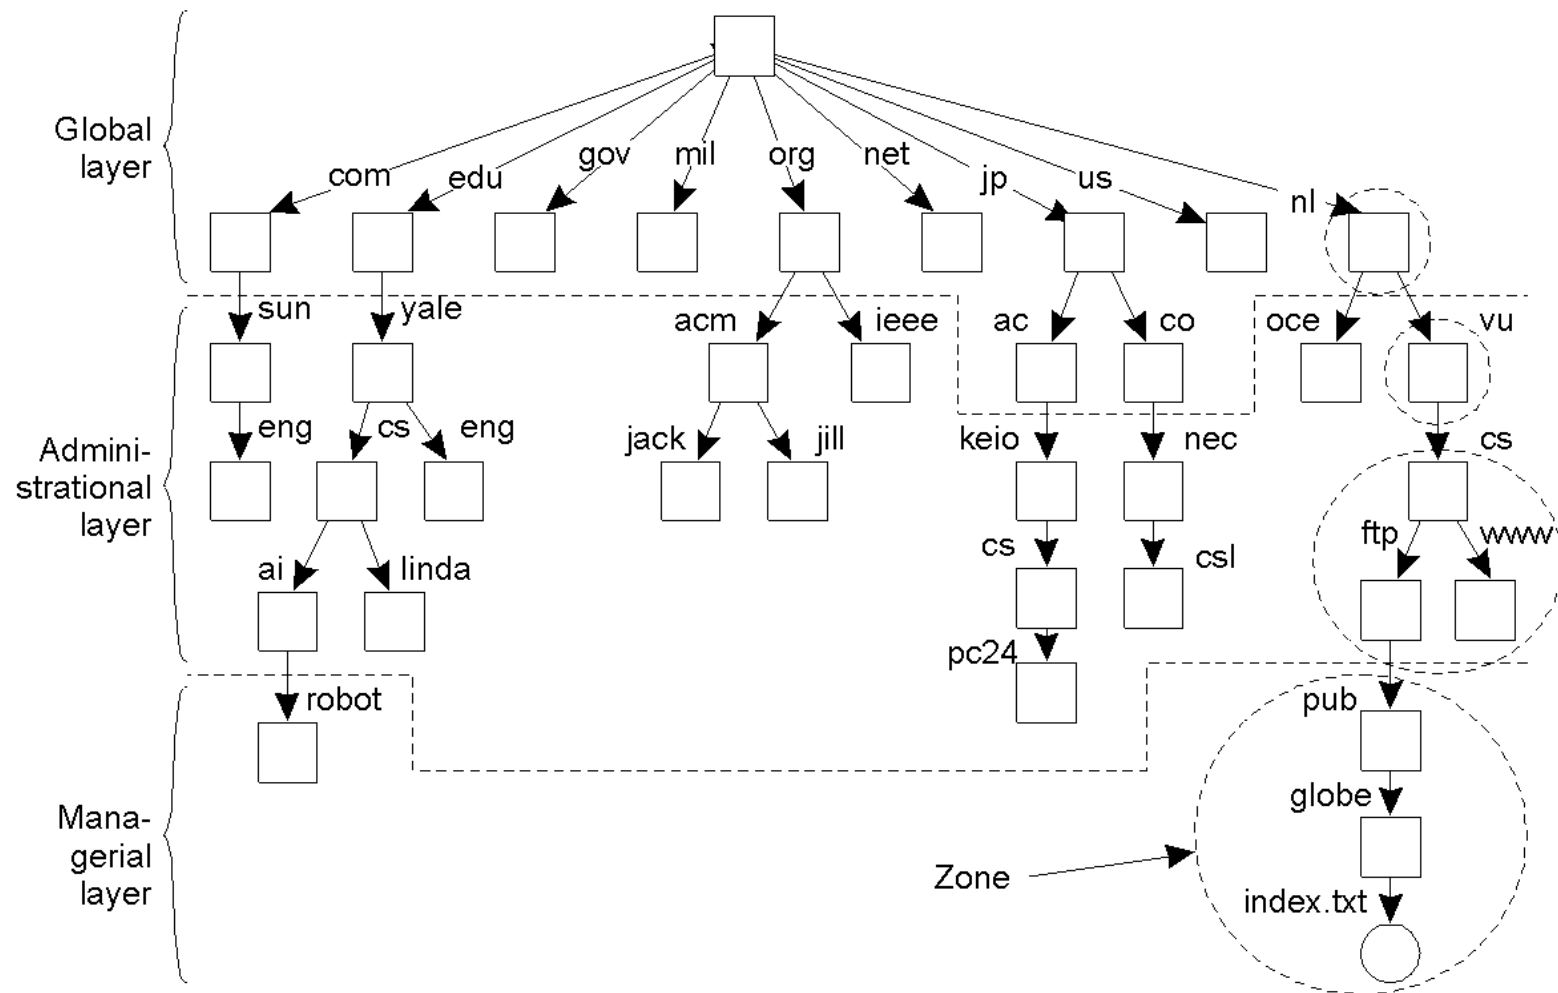 Global
layer
com
edu
gov
mil
org
net
jp
us
nl
sun
yale
acm
ieee
ac
co
oce
vu
Admini-
strational
layer
eng
cs
eng
jack
jill
keio
nec
cs
ai
linda
cs
csl
ftp
www
pc24
robot
pub
Mana-
gerial
layer
globe
Zone
index.txt